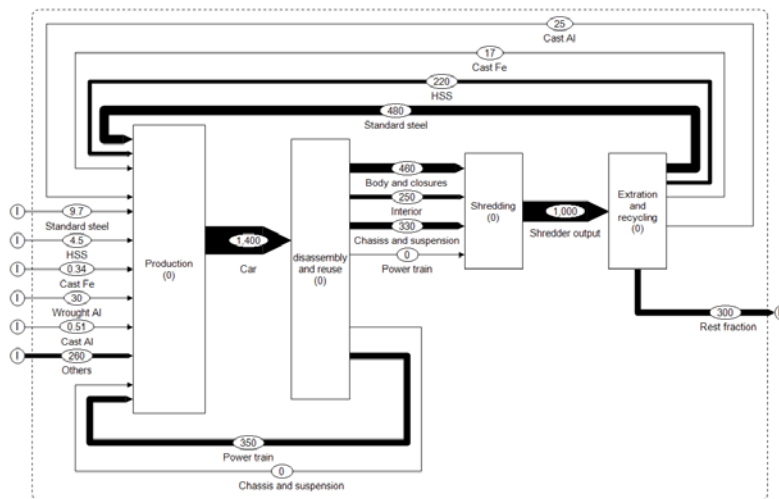 25
Cast Al
17
Cast Fe
220
HSS
480
Standard steel
I 9.7
Standard steel
I 4.5
HSS
I 0.34
Cast Fe
I 30
Wrought Al
I 0.51
Cast Al
I 260
Others
Production
(0)
1,400
Car
disassembly
and reuse
(0)
460
Body and closures
250
Interior
330
Chasiss and suspension
0
Power train
Shredding
(0)
1,000
Shredder output
Extration
and
recycling
(0)
300
Rest fraction
350
Power train
0
Chassis and suspension